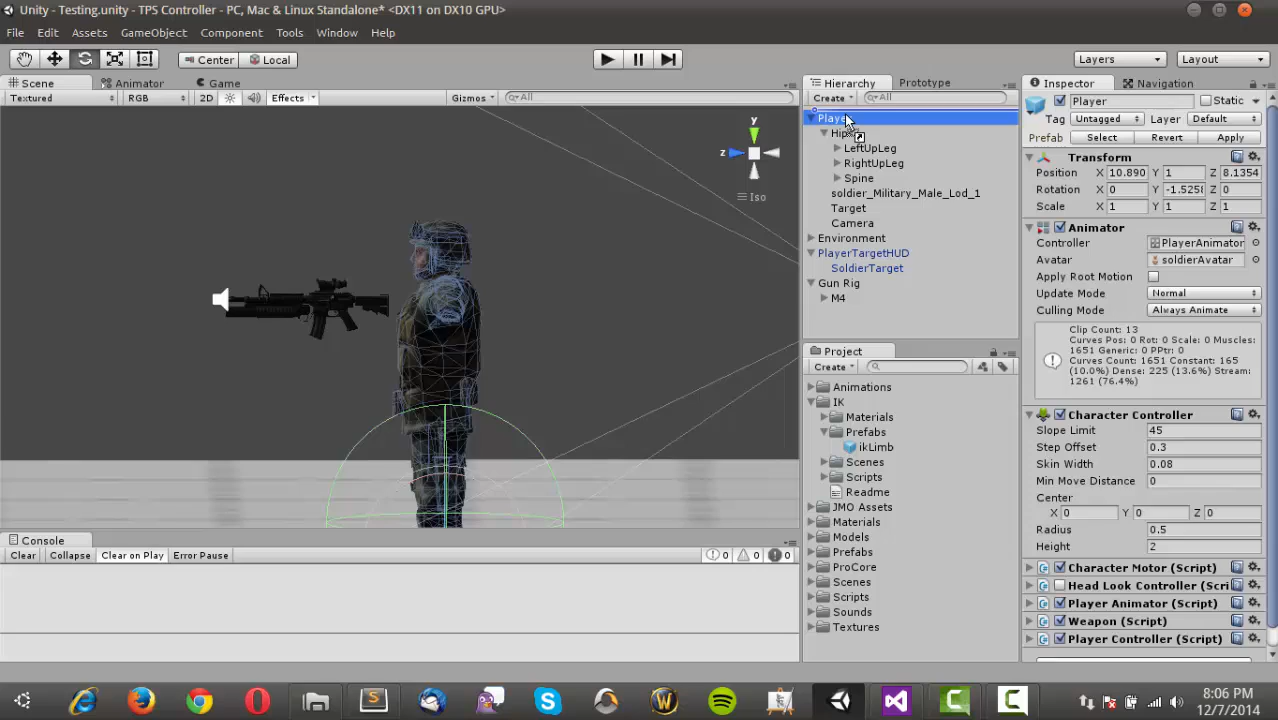 Unity - Testing.unity - TPS Controller - PC, Mac & Linux Standalone* <DX11 on DX10 GPU>
File Edit Assets GameObject Component Tools Window Help
Center Local Layers Layout
Scene Animator Game
Textured RGB 2D Effects Gizmos All
y
z
Iso
Hierarchy Prototype
Create All
Player
LeftUpLeg
RightUpLeg
Spine
soldier_Military_Male_Lod_1
Target
Camera
Environment
PlayerTargetHUD
SoldierTarget
Gun Rig
M4
Project
Create
Animations
IK
Materials
Prefabs
ikLimb
Scenes
Scripts
Readme
JMO Assets
Materials
Models
Prefabs
ProCore
Scenes
Scripts
Sounds
Textures
Inspector Navigation
Player Static
Tag Untagged Layer Default
Prefab Select Revert Apply
Transform
Position X 10.890 Y 1 Z 8.1354
Rotation X 0 Y -1.5258 Z 0
Scale X 1 Y 1 Z 1
Animator
Controller PlayerAnimator
Avatar soldierAvatar
Apply Root Motion
Update Mode Normal
Culling Mode Always Animate
Clip Count: 13
Curves Pos: 0 Rot: 0 Scale: 0 Muscles:
1651 Generic: 0 PPtr: 0
Curves Count: 1651 Constant: 165
(10.0%) Dense: 225 (13.6%) Stream:
1261 (76.4%)
Character Controller
Slope Limit 45
Step Offset 0.3
Skin Width 0.08
Min Move Distance 0
Center
X 0 Y 0 Z 0
Radius 0.5
Height 2
Character Motor (Script)
Head Look Controller (Scri
Player Animator (Script)
Weapon (Script)
Player Controller (Script)
Console
Clear Collapse Clear on Play Error Pause 0 0 0
8:06 PM
12/7/2014